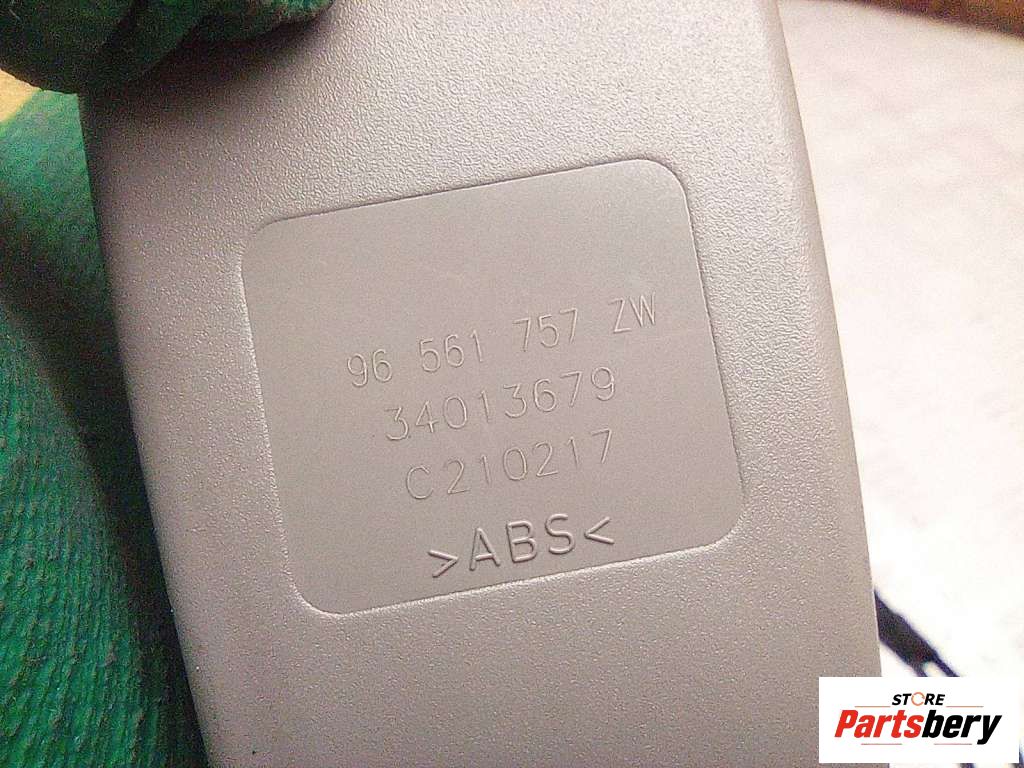 96 561 757 ZW
34013679
C210217
>ABS<
STORE
Partsbery